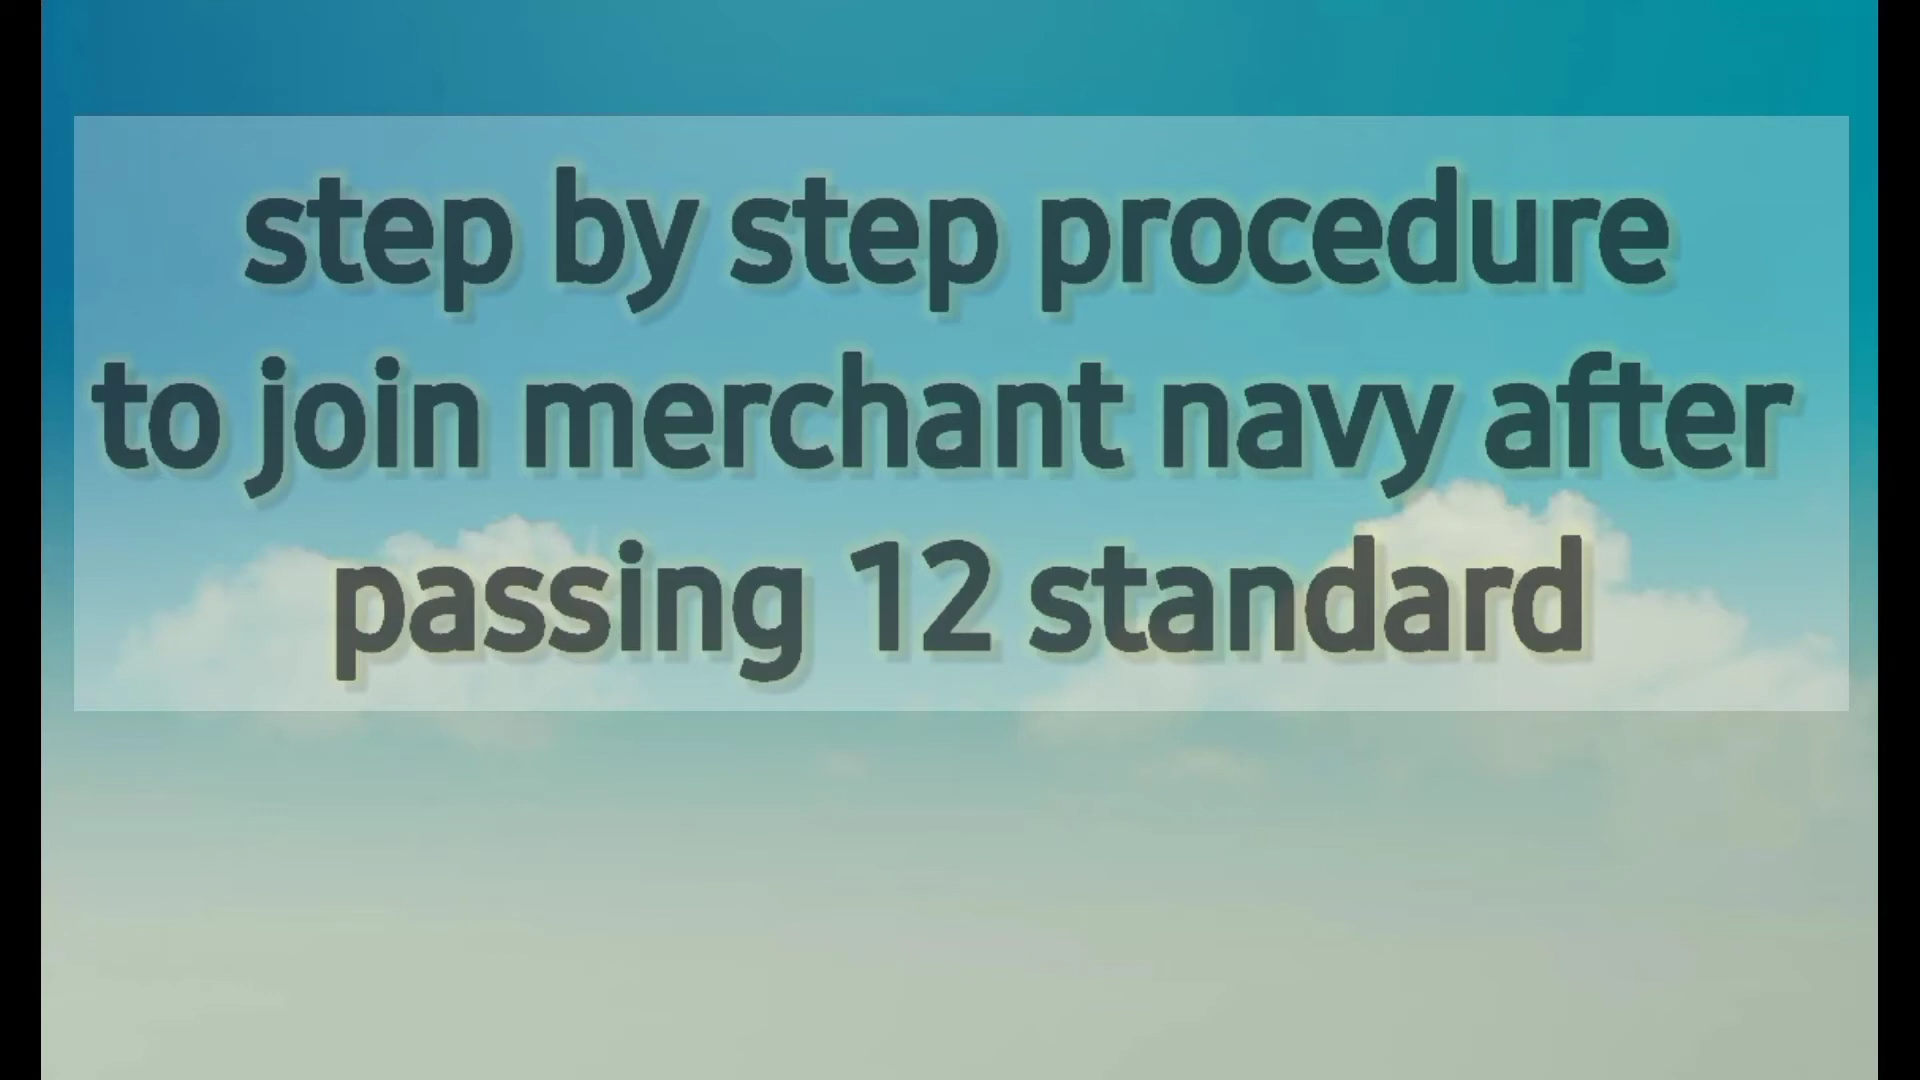 step by step procedure
to join merchant navy after
passing 12 standard